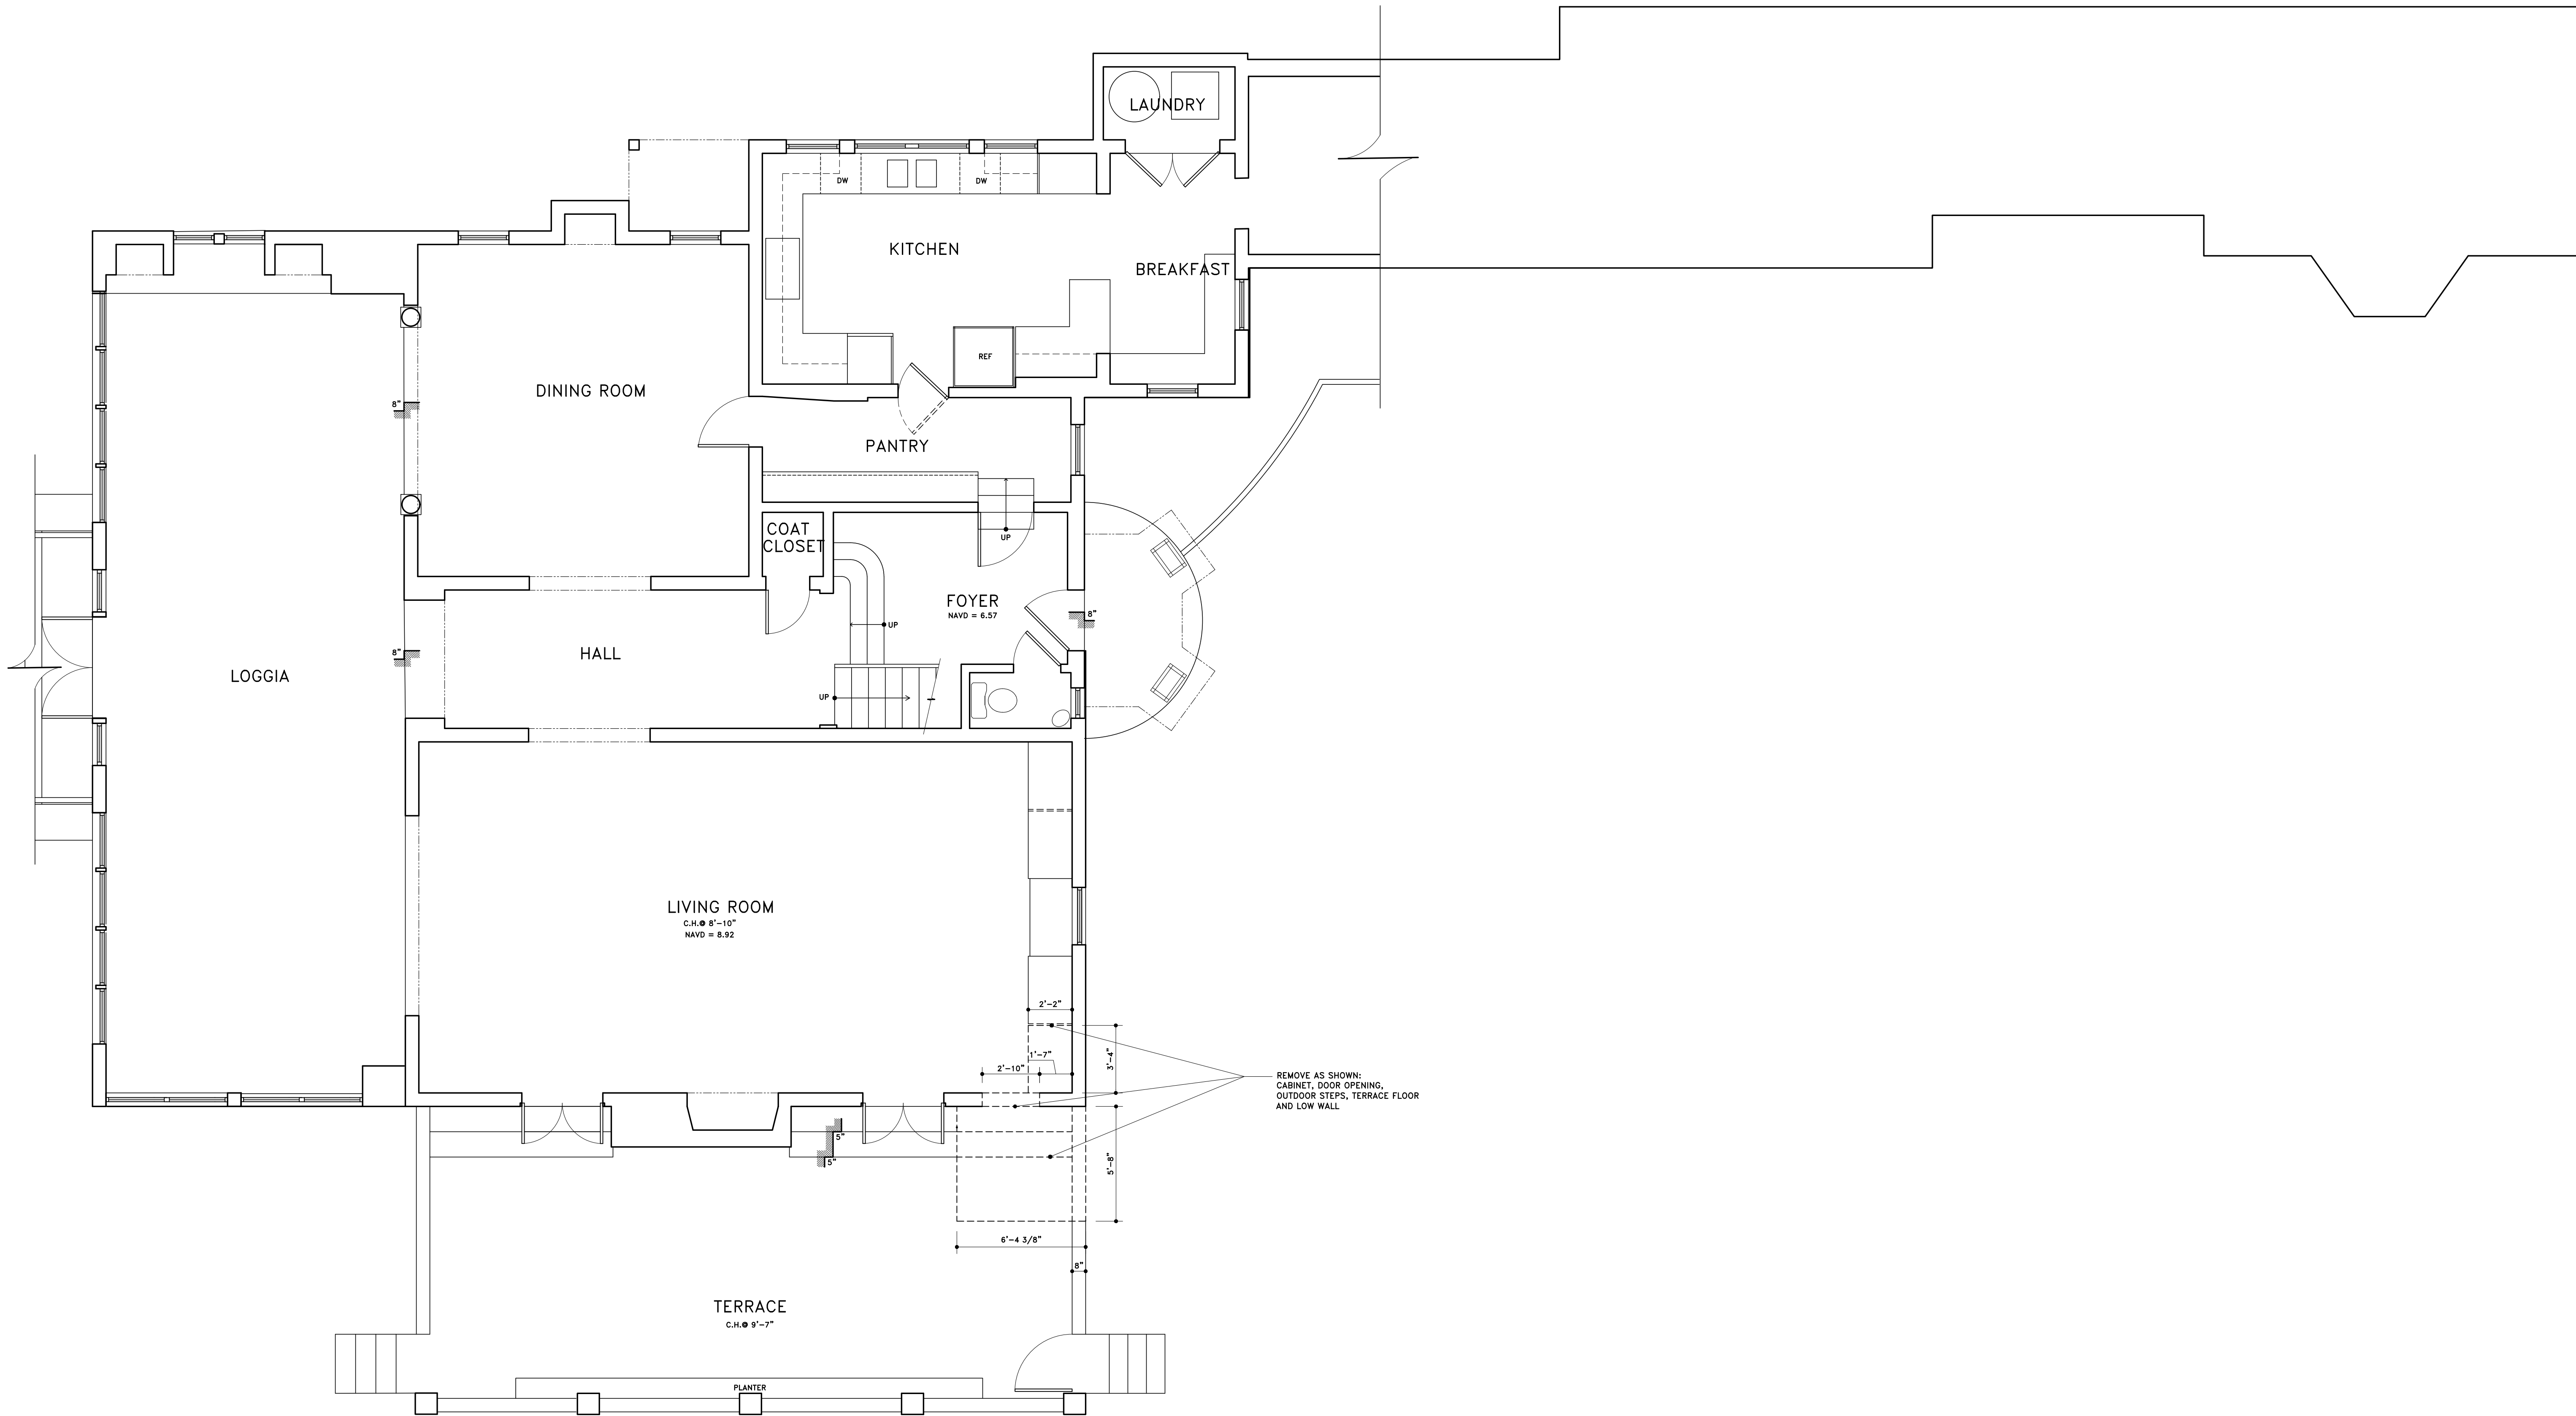 LAUNDRY
DW
DW
KITCHEN
BREAKFAST
REF
DINING ROOM
8"
PANTRY
COAT
CLOSET
UP
FOYER
NAVD = 6.57
8"
UP
HALL
8"
LOGGIA
UP
LIVING ROOM
C.H.@ 8'-10"
NAVD = 8.92
2'-2"
1'-7"
3'-4"
2'-10"
REMOVE AS SHOWN:
CABINET, DOOR OPENING,
OUTDOOR STEPS, TERRACE FLOOR
AND LOW WALL
5"
5"
5'-8"
6'-4 3/8"
8"
TERRACE
C.H.@ 9'-7"
PLANTER